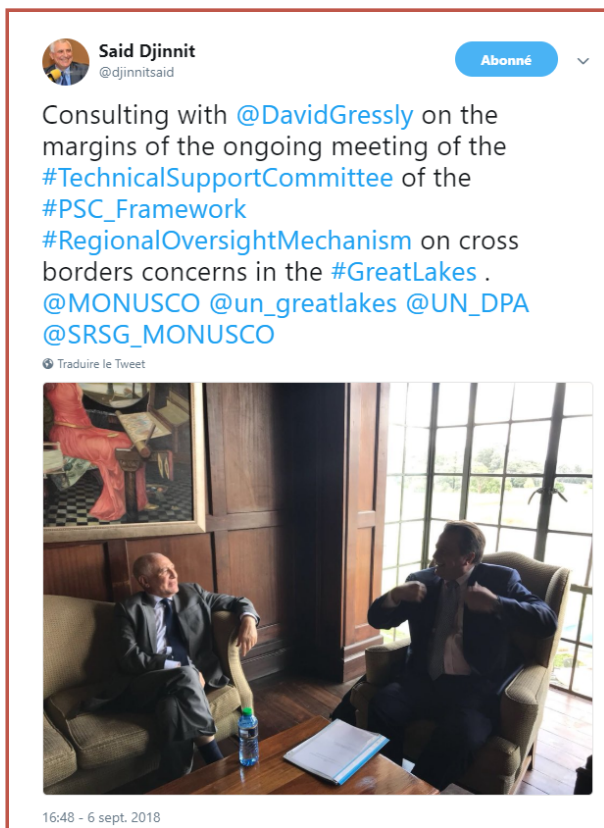 Said Djinnit
@djinnitsaid
Abonné
Consulting with @DavidGressly on the
margins of the ongoing meeting of the
#TechnicalSupportCommittee of the
#PSC_Framework
#RegionalOversightMechanism on cross
borders concerns in the #GreatLakes .
@MONUSCO @un_greatlakes @UN_DPA
@SRSG_MONUSCO
Traduire le Tweet
16:48 - 6 sept. 2018